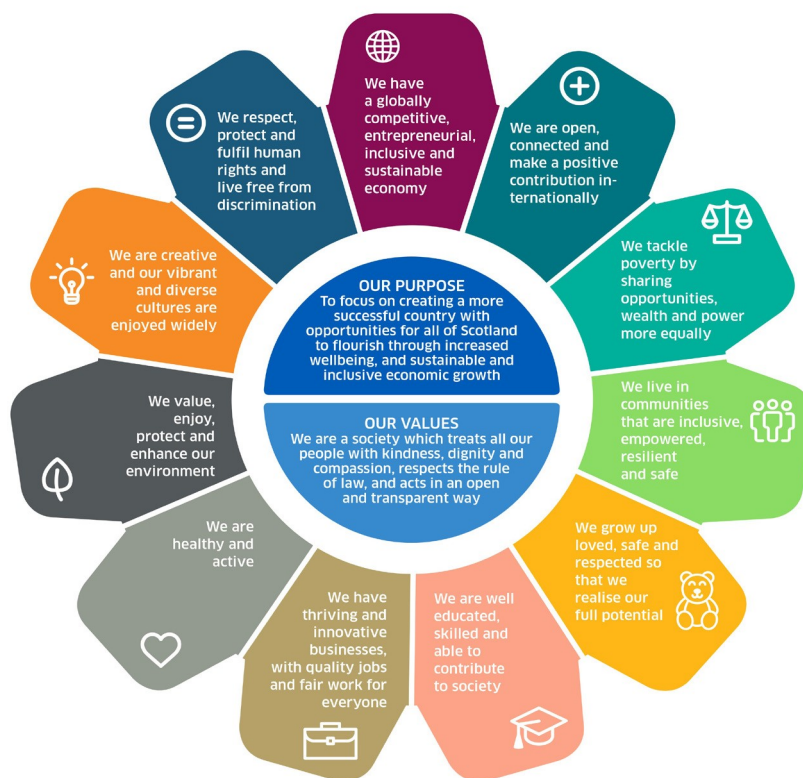 We have
a globally
competitive,
entrepreneurial,
inclusive and
sustainable
economy
We are open,
connected and
make a positive
contribution in-
ternationally
We tackle
poverty by
sharing
opportunities,
wealth and power
more equally
We live in
communities
that are inclusive,
empowered,
resilient
and safe
We grow up
loved, safe and
respected so
that we
realise our
full potential
We are well
educated,
skilled and
able to
contribute
to society
We have
thriving and
innovative
businesses,
with quality jobs
and fair work for
everyone
We are
healthy and
active
We value,
enjoy,
protect and
enhance our
environment
We are creative
and our vibrant
and diverse
cultures are
enjoyed widely
We respect,
protect and
fulfil human
rights and
live free from
discrimination
OUR PURPOSE
To focus on creating a more
successful country with
opportunities for all of Scotland
to flourish through increased
wellbeing, and sustainable and
inclusive economic growth
OUR VALUES
We are a society which treats all our
people with kindness, dignity and
compassion, respects the rule
of law, and acts in an open
and transparent way